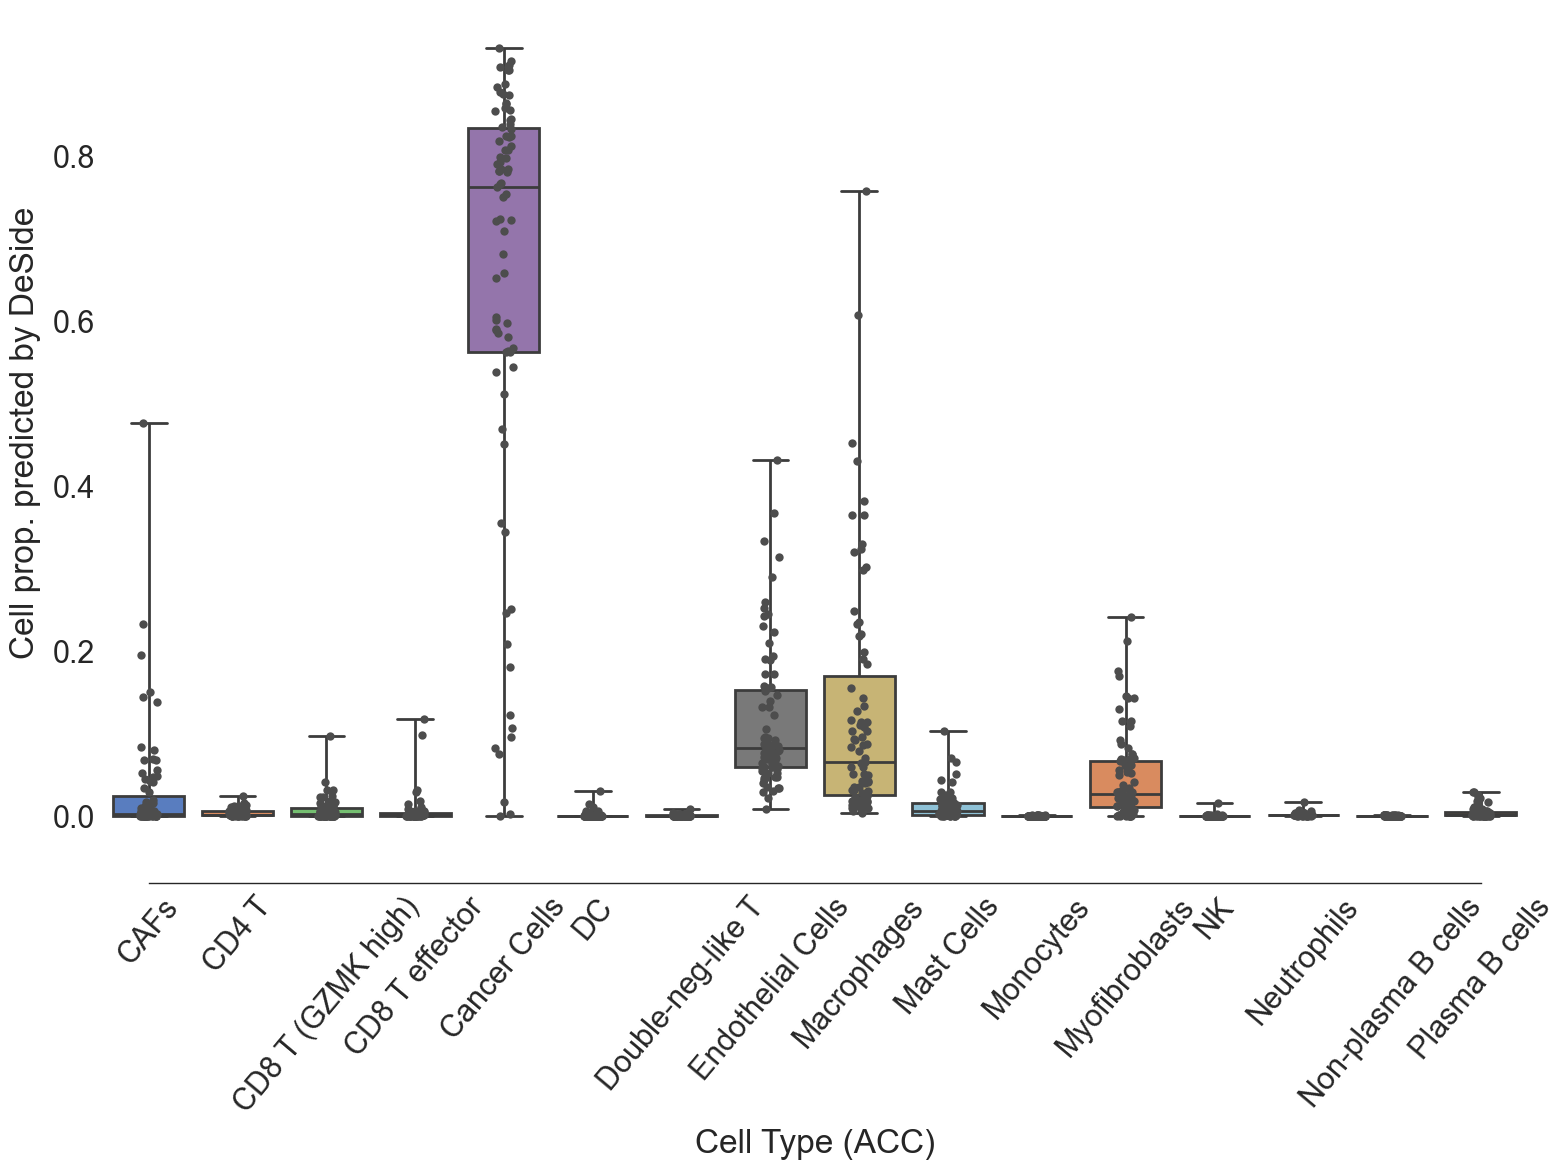 Cell prop. predicted by DeSide
0.8
0.6
0.4
0.2
0.0
CAFs
CD4 T
CD8 T (GZMK high)
CD8 T effector
Cancer Cells
DC
Double-neg-like T
Endothelial Cells
Macrophages
Mast Cells
Monocytes
Myofibroblasts
NK
Neutrophils
Non-plasma B cells
Plasma B cells
Cell Type (ACC)